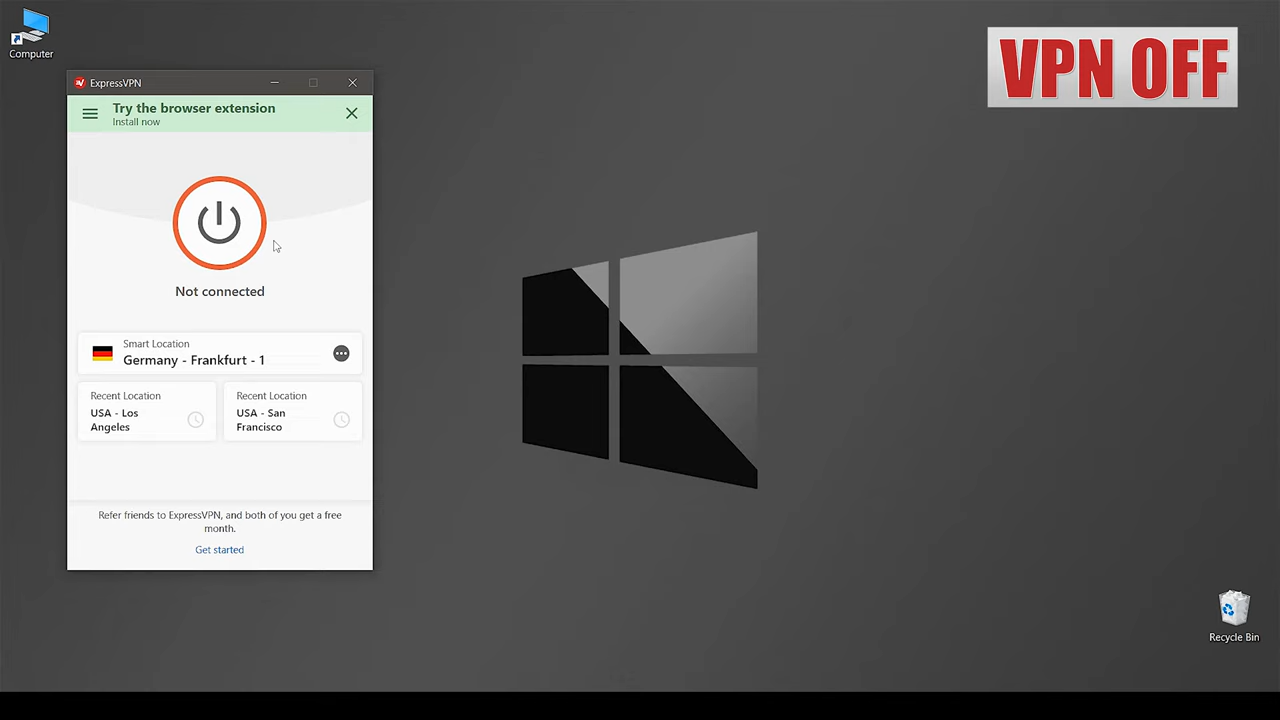 Computer
VPN OFF
ExpressVPN
Try the browser extension
Install now
Not connected
Smart Location
Germany - Frankfurt - 1
Recent Location
USA - Los
Angeles
Recent Location
USA - San
Francisco
Refer friends to ExpressVPN, and both of you get a free
month.
Get started
Recycle Bin